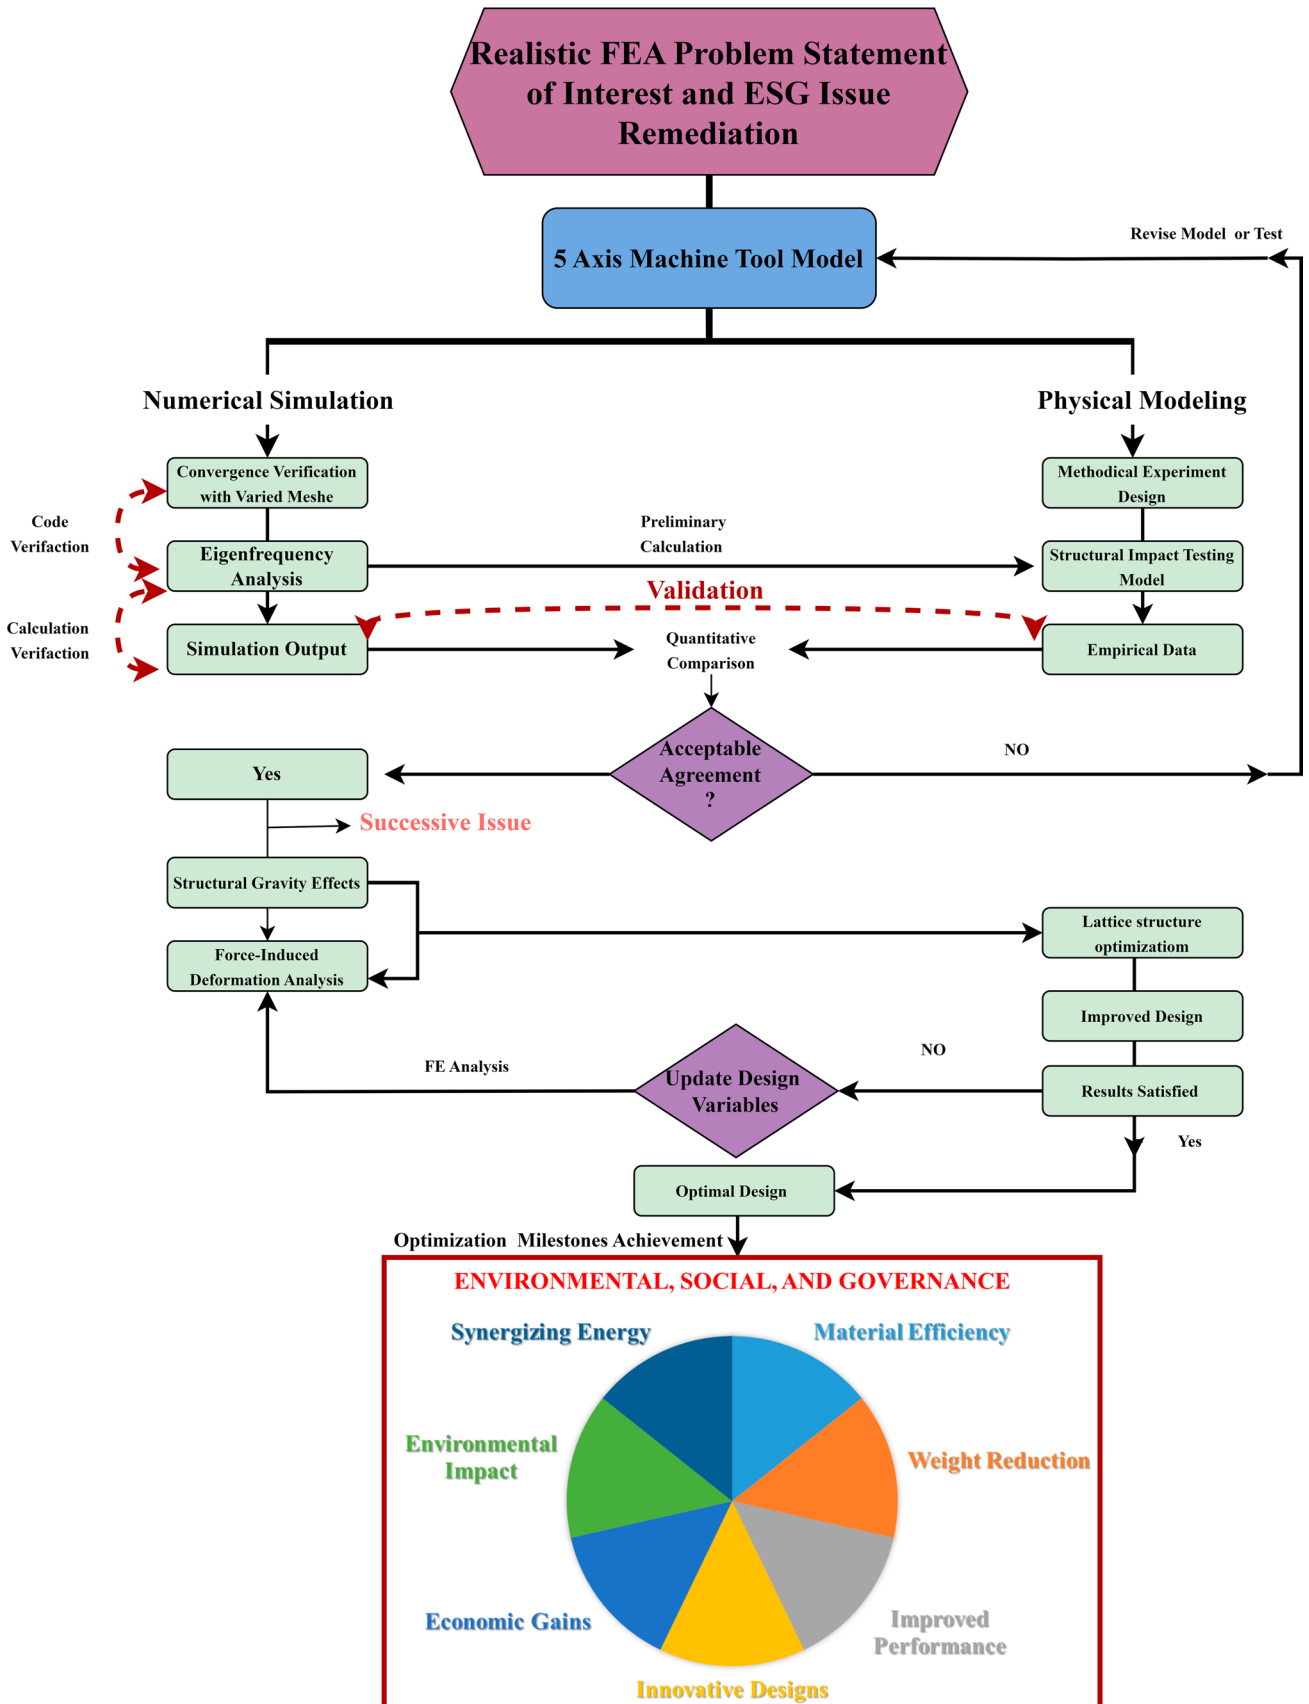 Realistic FEA Problem Statement
of Interest and ESG Issue
Remediation
5 Axis Machine Tool Model
Revise Model or Test
Numerical Simulation
Physical Modeling
Convergence Verification
with Varied Meshe
Methodical Experiment
Design
Code
Verifaction
Preliminary
Calculation
Eigenfrequency
Analysis
Structural Impact Testing
Model
Validation
Calculation
Verifaction
Simulation Output
Quantitative
Comparison
Empirical Data
Acceptable
Agreement
?
NO
Yes
Successive Issue
Structural Gravity Effects
Force-Induced
Deformation Analysis
Lattice structure
optimizatiom
Improved Design
FE Analysis
Update Design
Variables
NO
Results Satisfied
Yes
Optimal Design
Optimization Milestones Achievement
ENVIRONMENTAL, SOCIAL, AND GOVERNANCE
Synergizing Energy
Material Efficiency
Environmental
Impact
Weight Reduction
Economic Gains
Improved
Performance
Innovative Designs